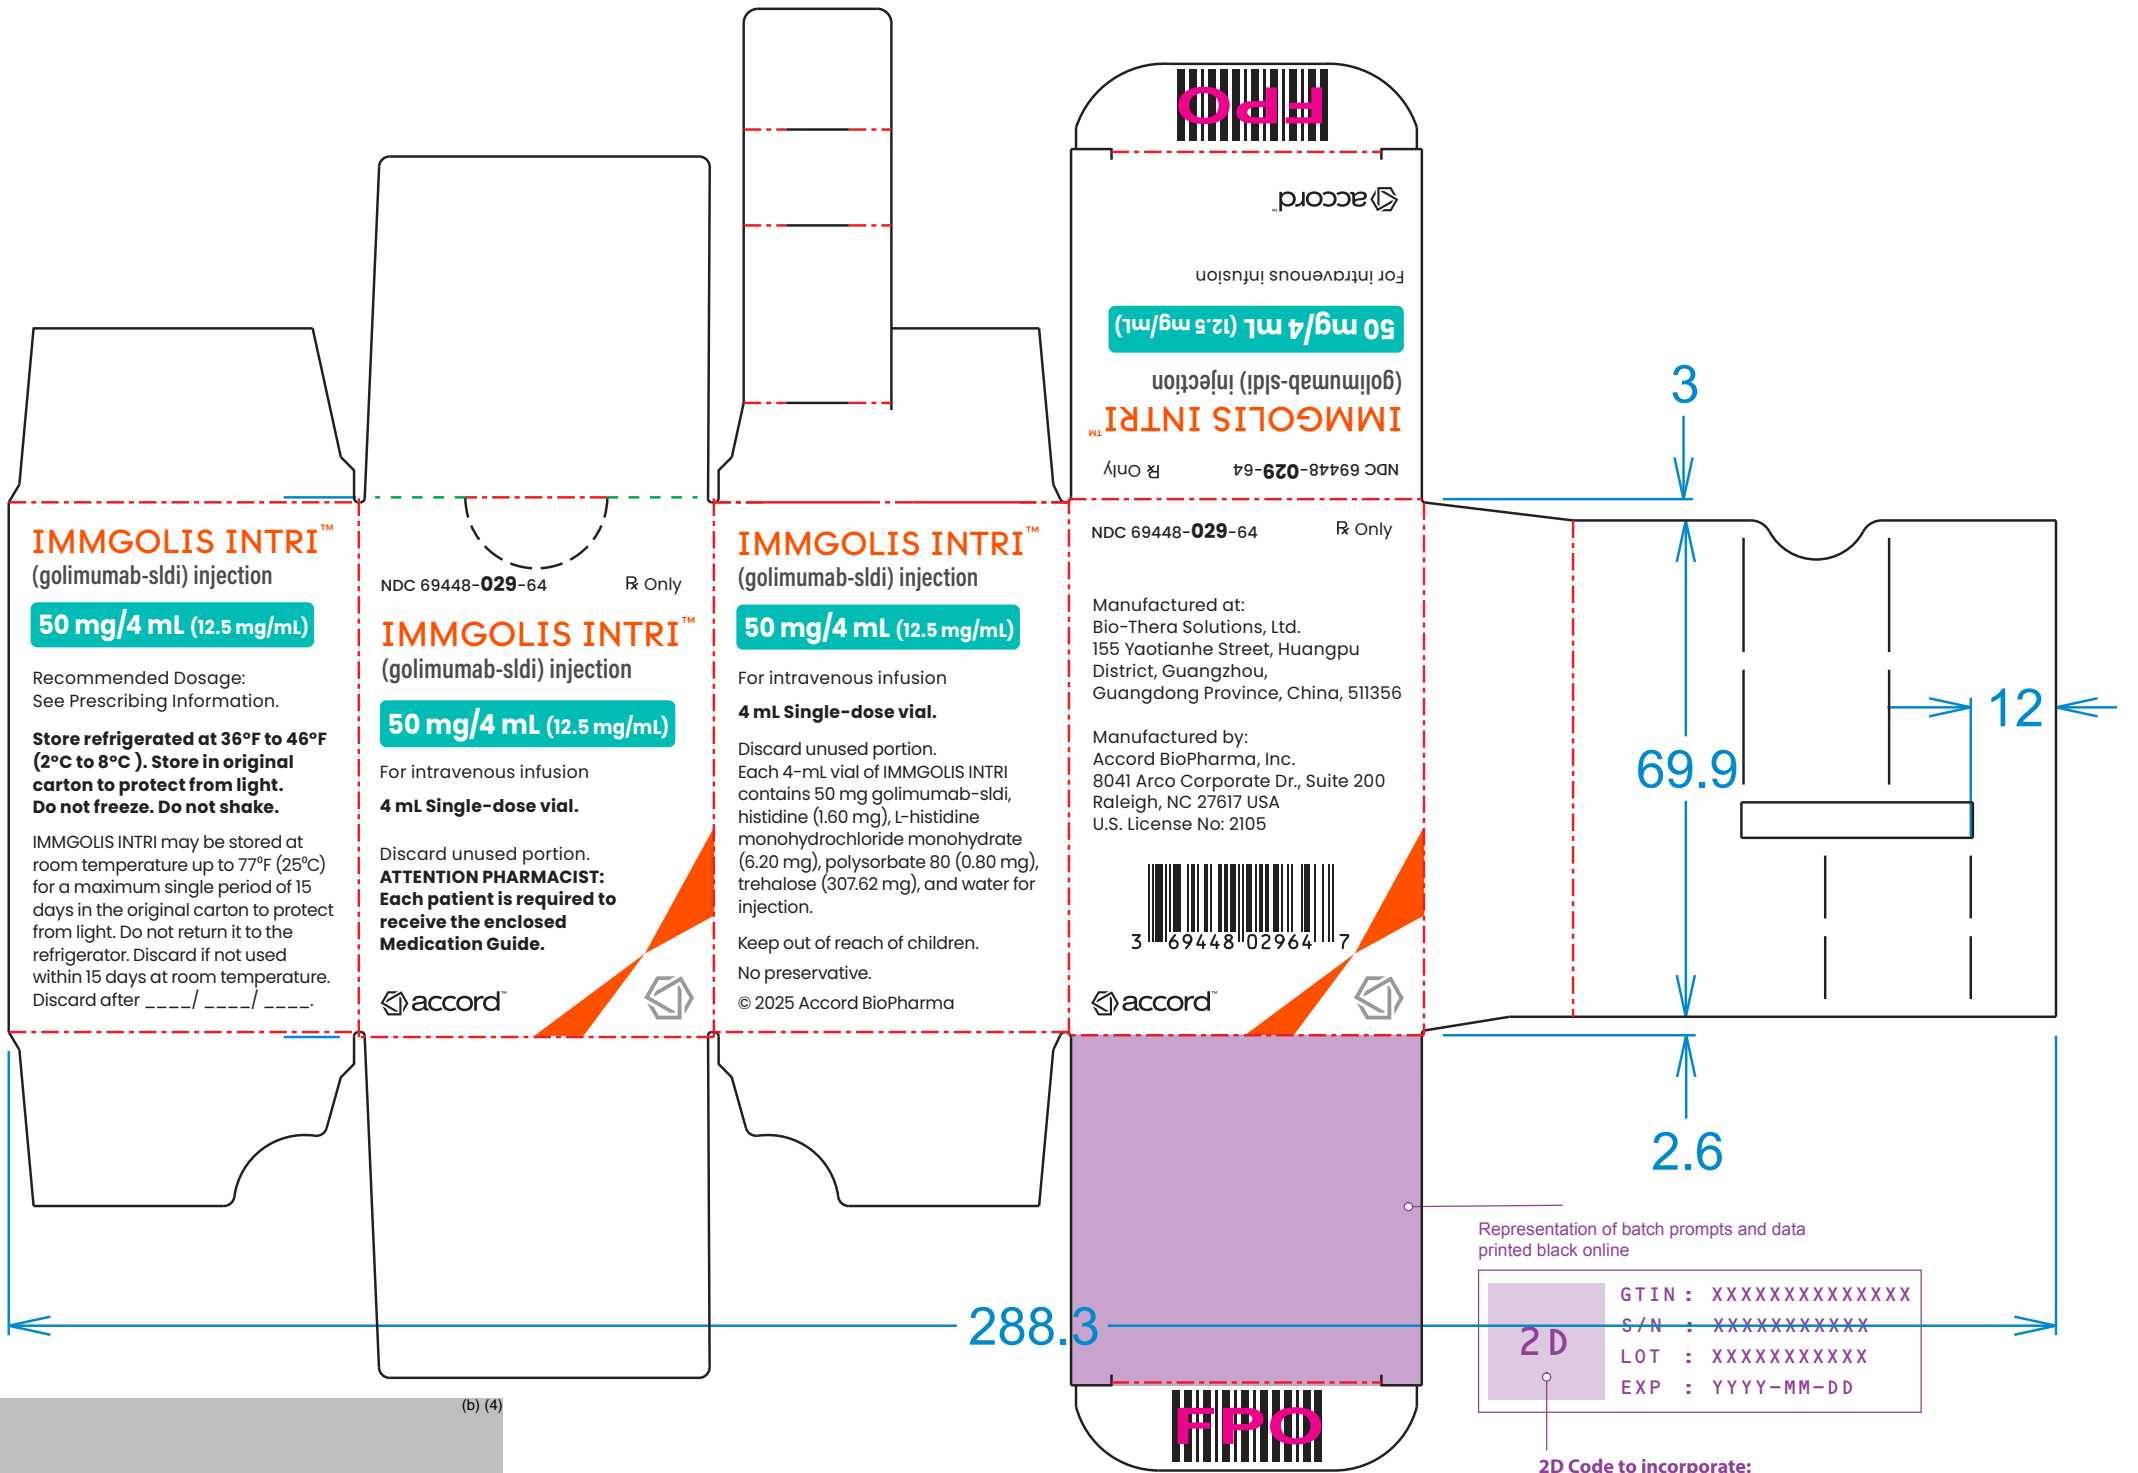 FPO
accord™
For intravenous infusion
50 mg/4 mL (12.5 mg/mL)
(golimumab-sldi) injection
IMMGOLIS INTRI™
NDC 69448-029-64 ℞ Only
IMMGOLIS INTRI™
(golimumab-sldi) injection
50 mg/4 mL (12.5 mg/mL)
Recommended Dosage:
See Prescribing Information.
Store refrigerated at 36ºF to 46ºF
(2ºC to 8ºC ). Store in original
carton to protect from light.
Do not freeze. Do not shake.
IMMGOLIS INTRI may be stored at
room temperature up to 77⁰F (25⁰C)
for a maximum single period of 15
days in the original carton to protect
from light. Do not return it to the
refrigerator. Discard if not used
within 15 days at room temperature.
Discard after ____/ ____/ ____.
NDC 69448-029-64 ℞ Only
IMMGOLIS INTRI™
(golimumab-sldi) injection
50 mg/4 mL (12.5 mg/mL)
For intravenous infusion
4 mL Single-dose vial.
Discard unused portion.
ATTENTION PHARMACIST:
Each patient is required to
receive the enclosed
Medication Guide.
accord™
IMMGOLIS INTRI™
(golimumab-sldi) injection
50 mg/4 mL (12.5 mg/mL)
For intravenous infusion
4 mL Single-dose vial.
Discard unused portion.
Each 4-mL vial of IMMGOLIS INTRI
contains 50 mg golimumab-sldi,
histidine (1.60 mg), L-histidine
monohydrochloride monohydrate
(6.20 mg), polysorbate 80 (0.80 mg),
trehalose (307.62 mg), and water for
injection.
Keep out of reach of children.
No preservative.
© 2025 Accord BioPharma
NDC 69448-029-64 ℞ Only
Manufactured at:
Bio-Thera Solutions, Ltd.
155 Yaotianhe Street, Huangpu
District, Guangzhou,
Guangdong Province, China, 511356
Manufactured by:
Accord BioPharma, Inc.
8041 Arco Corporate Dr., Suite 200
Raleigh, NC 27617 USA
U.S. License No: 2105
3 69448 02964 7
accord™
3
12
69.9
2.6
288.3
Representation of batch prompts and data
printed black online
2D
GTIN : XXXXXXXXXXXXXX
S/N : XXXXXXXXXXX
LOT : XXXXXXXXXXX
EXP : YYYY-MM-DD
2D Code to incorporate:
FPO
(b) (4)